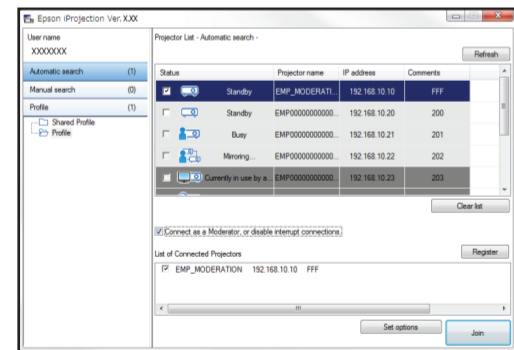 Epson iProjection Ver. X.XX
User name
XXXXXXX
Automatic search (1)
Manual search (0)
Profile (1)
Shared Profile
Profile
Projector List - Automatic search -
Refresh
Status Projector name IP address Comments
Standby EMP_MODERATI... 192.168.10.10 FFF
Standby EMP00000000000... 192.168.10.20 200
Busy EMP00000000000... 192.168.10.21 201
Mirroring... EMP00000000000... 192.168.10.22 202
Currently in use by a... EMP00000000000... 192.168.10.23 203
Clear list
Connect as a Moderator, or disable interrupt connections.
List of Connected Projectors
Register
EMP_MODERATION 192.168.10.10 FFF
Set options
Join